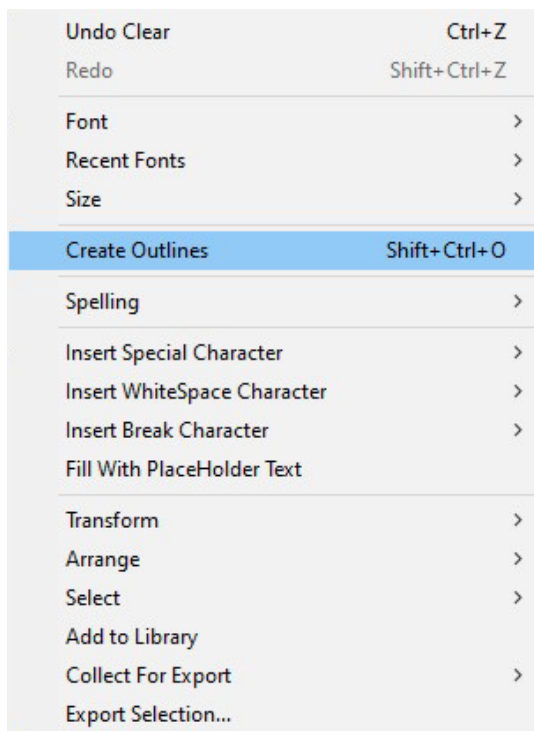 Undo Clear Ctrl+Z
Redo Shift+Ctrl+Z
Font
Recent Fonts
Size
Create Outlines Shift+Ctrl+O
Spelling
Insert Special Character
Insert WhiteSpace Character
Insert Break Character
Fill With PlaceHolder Text
Transform
Arrange
Select
Add to Library
Collect For Export
Export Selection...